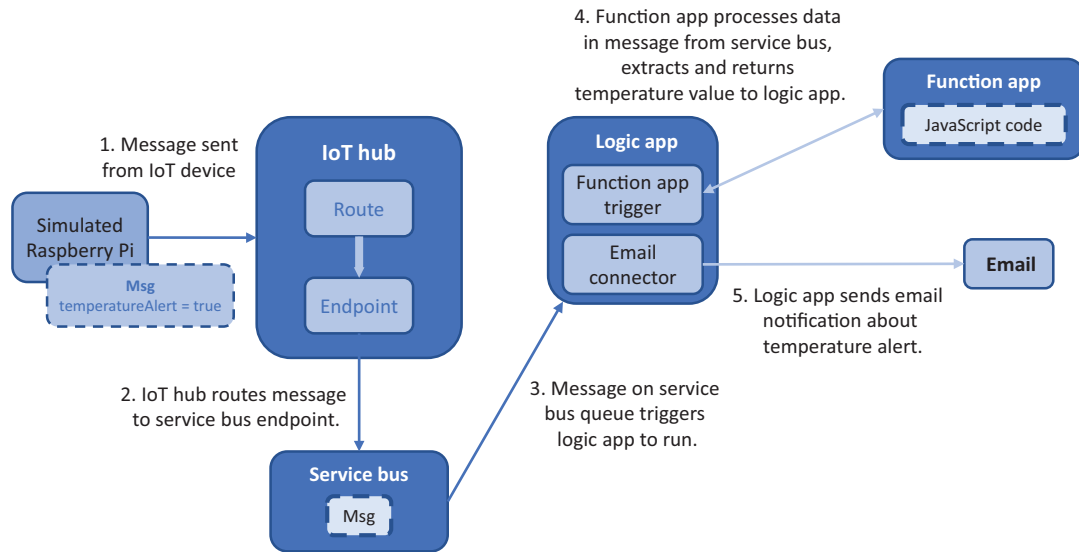 4. Function app processes data
in message from service bus,
extracts and returns
temperature value to logic app.
Function app
JavaScript code
1. Message sent
from IoT device
IoT hub
Route
Endpoint
Logic app
Function app
trigger
Email
connector
Simulated
Raspberry Pi
Msg
temperatureAlert = true
Email
5. Logic app sends email
notification about
temperature alert.
2. IoT hub routes message
to service bus endpoint.
3. Message on service
bus queue triggers
logic app to run.
Service bus
Msg